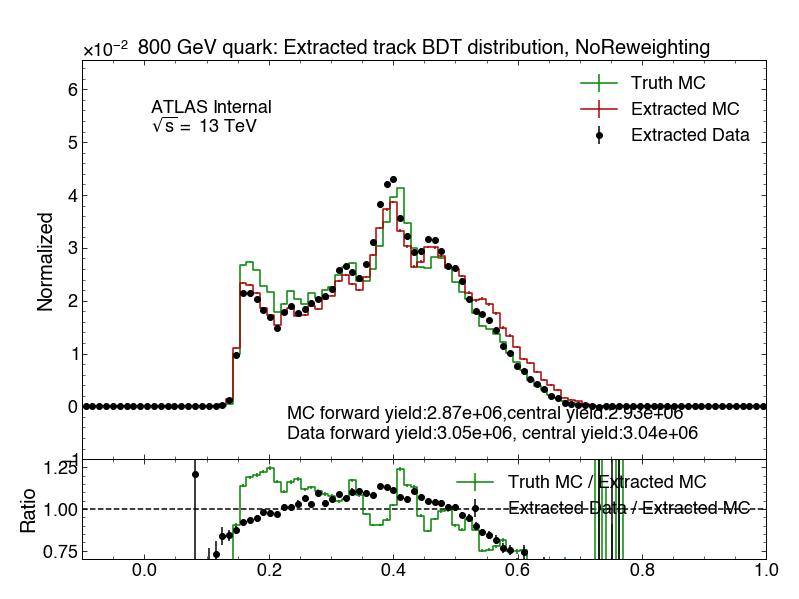 ×10⁻² 800 GeV quark: Extracted track BDT distribution, NoReweighting
ATLAS Internal
√s = 13 TeV
Truth MC
Extracted MC
Extracted Data
Normalized
6
5
4
3
2
1
0
MC forward yield:2.87e+06,central yield:2.93e+06
Data forward yield:3.05e+06, central yield:3.04e+06
1
Ratio
1.25
1.00
0.75
Truth MC / Extracted MC
Extracted Data / Extracted MC
0.0 0.2 0.4 0.6 0.8 1.0